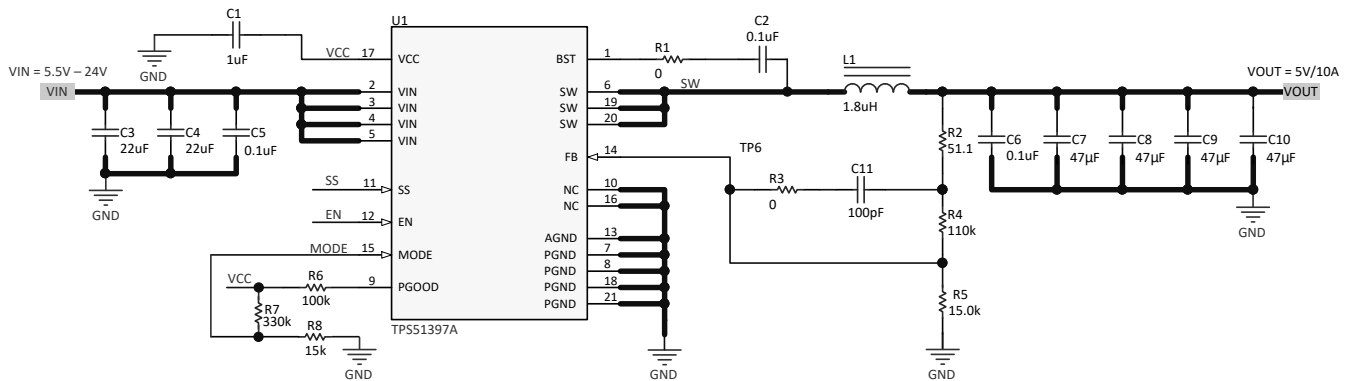 U1
C1
1uF
GND
VCC 17 VCC
VIN = 5.5V – 24V
VIN
2 VIN
3 VIN
4 VIN
5 VIN
C3
22uF
C4
22uF
C5
0.1uF
GND
SS 11 SS
EN 12 EN
MODE 15 MODE
VCC
R6
100k
9 PGOOD
R7
330k
R8
15k
GND
TPS51397A
BST 1
R1
0
C2
0.1uF
SW 6
SW
SW 19
SW 20
L1
1.8uH
VOUT = 5V/10A
VOUT
FB 14
TP6
R2
51.1
C6
0.1uF
C7
47µF
C8
47µF
C9
47µF
C10
47µF
GND
R3
0
C11
100pF
R4
110k
NC 10
NC 16
AGND 13
PGND 7
PGND 8
PGND 18
PGND 21
R5
15.0k
GND
GND